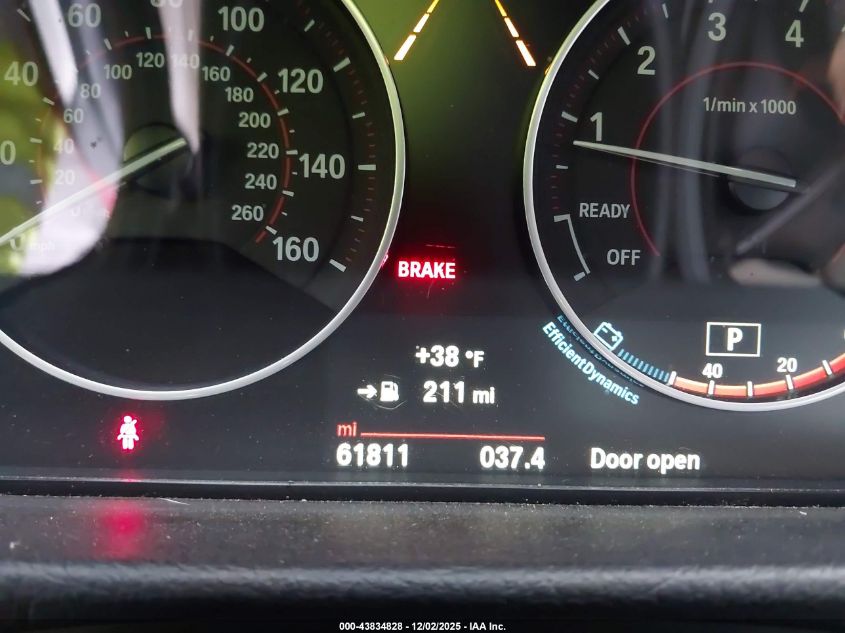 60
100
40
120
0
140
160
mph
20
40
60
80
100
120
140
160
180
200
220
240
260
1
2
3
4
1/min x 1000
READY
OFF
BRAKE
+38 °F
211 mi
mi
61811 037.4
Door open
P
EfficientDynamics
40 20
000-43834828 - 12/02/2025 - IAA Inc.